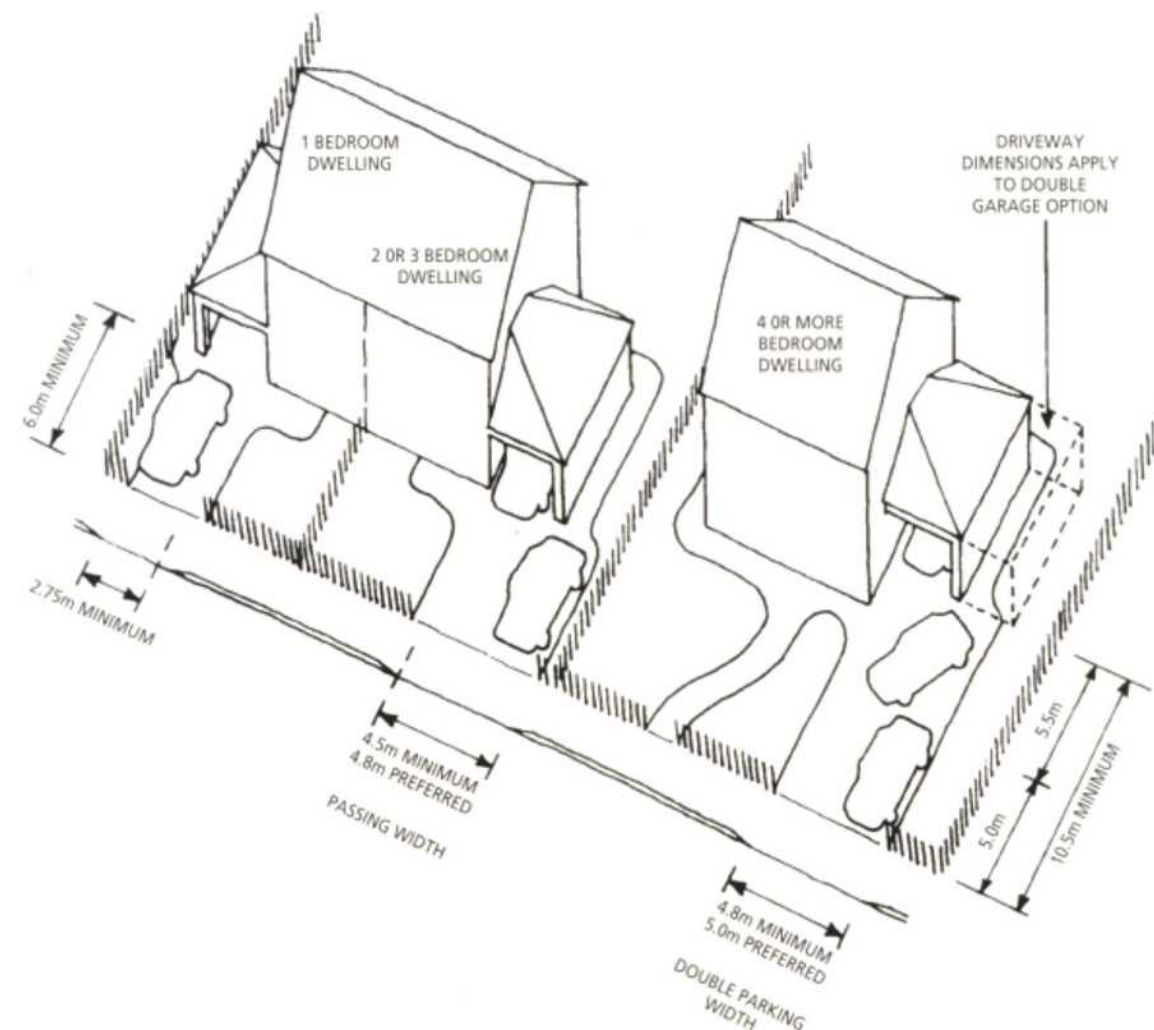 1 BEDROOM
DWELLING
2 0R 3 BEDROOM
DWELLING
DRIVEWAY
DIMENSIONS APPLY
TO DOUBLE
GARAGE OPTION
4 0R MORE
BEDROOM
DWELLING
6.0m MINIMUM
2.75m MINIMUM
4.5m MINIMUM
4.8m PREFERRED
PASSING WIDTH
4.8m MINIMUM
5.0m PREFERRED
DOUBLE PARKING
WIDTH
5.5m
5.0m
10.5m MINIMUM